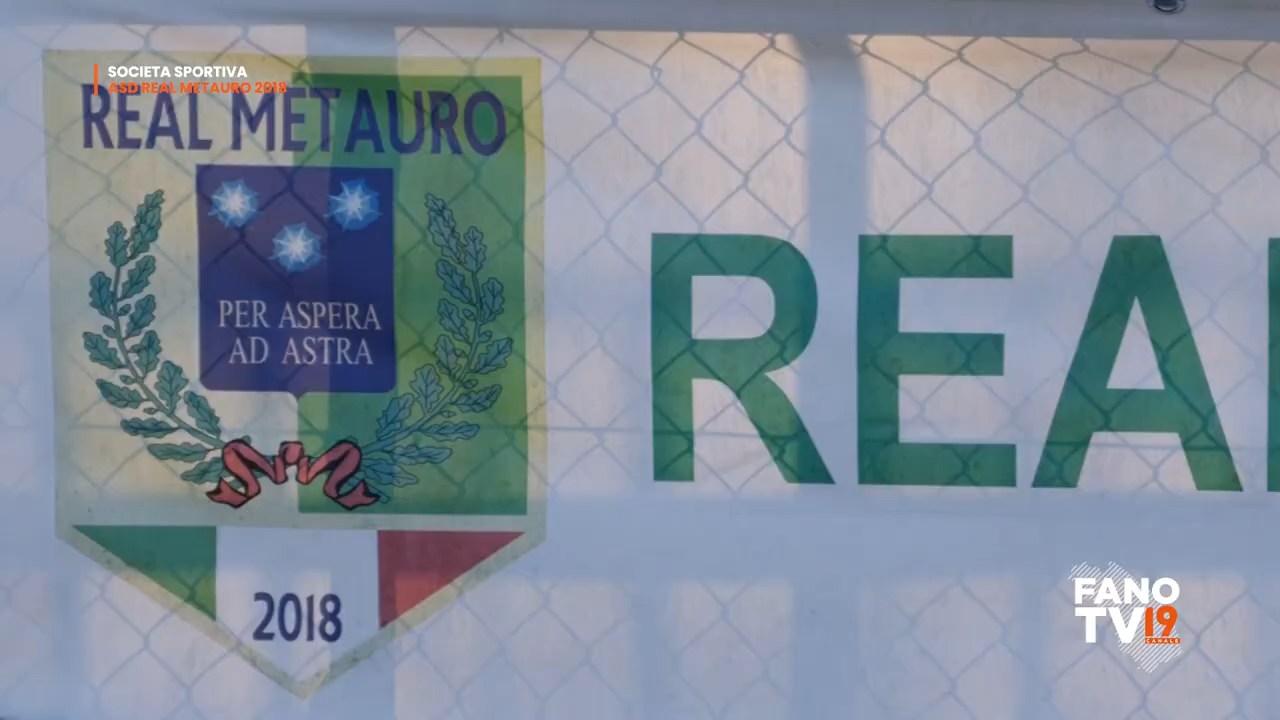 SOCIETA SPORTIVA
ASD REAL METAURO 2018
REAL METAURO
PER ASPERA
AD ASTRA
2018
REA
FANO
TV19
CANALE